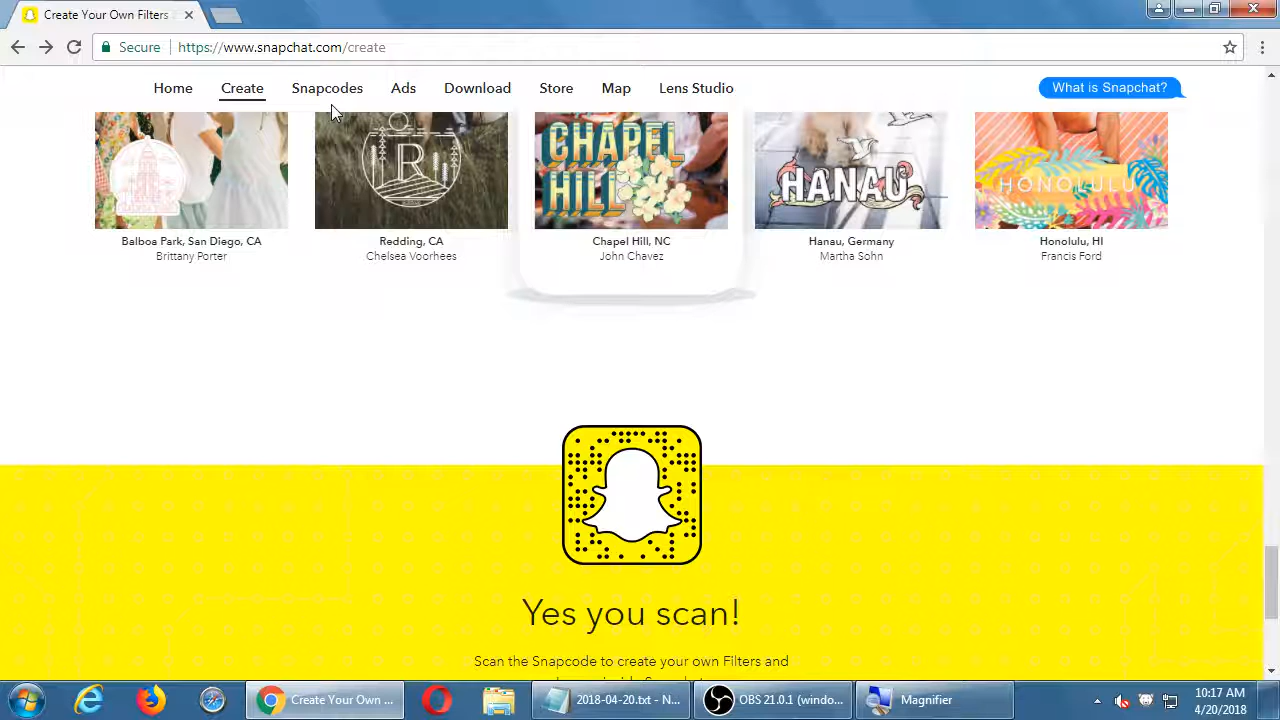 Create Your Own Filters
Secure
https://www.snapchat.com/create
Home Create Snapcodes Ads Download Store Map Lens Studio
What is Snapchat?
R
CHAPEL HILL
HANAU
HONOLULU
Balboa Park, San Diego, CA
Brittany Porter
Redding, CA
Chelsea Voorhees
Chapel Hill, NC
John Chavez
Hanau, Germany
Martha Sohn
Honolulu, HI
Francis Ford
Yes you scan!
Scan the Snapcode to create your own Filters and
Create Your Own ...
2018-04-20.txt - N...
OBS 21.0.1 (windo...
Magnifier
10:17 AM
4/20/2018